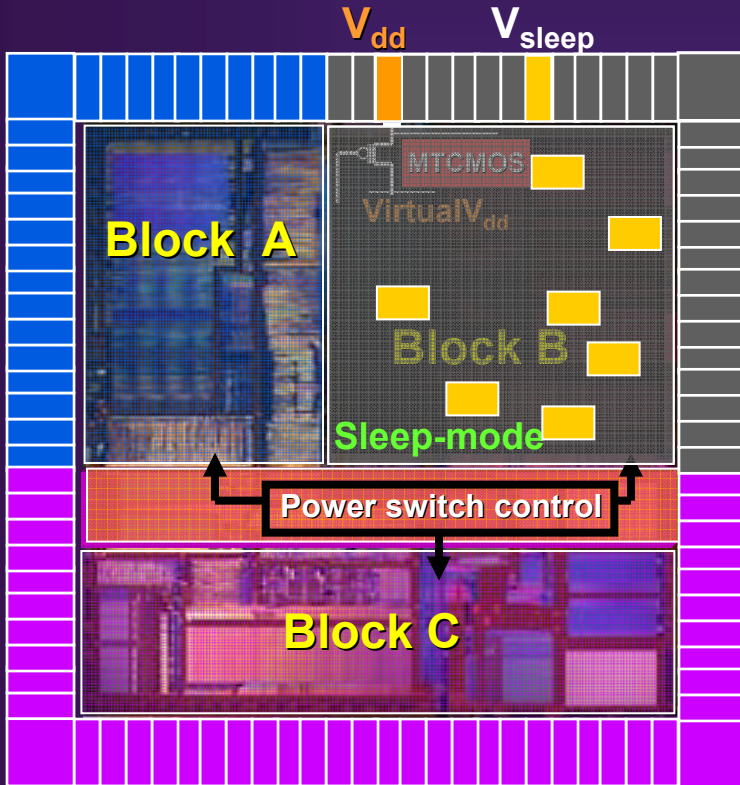 Vdd
Vsleep
MTCMOS
VirtualVdd
Block A
Block B
Sleep-mode
Power switch control
Block C